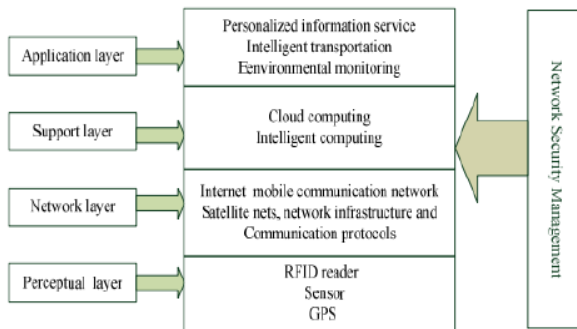 Application layer
Personalized information service
Intelligent transportation
Eenvironmental monitoring
Support layer
Cloud computing
Intelligent computing
Network layer
Internet mobile communication network
Satellite nets, network infrastructure and
Communication protocols
Perceptual layer
RFID reader
Sensor
GPS
Network Security Management